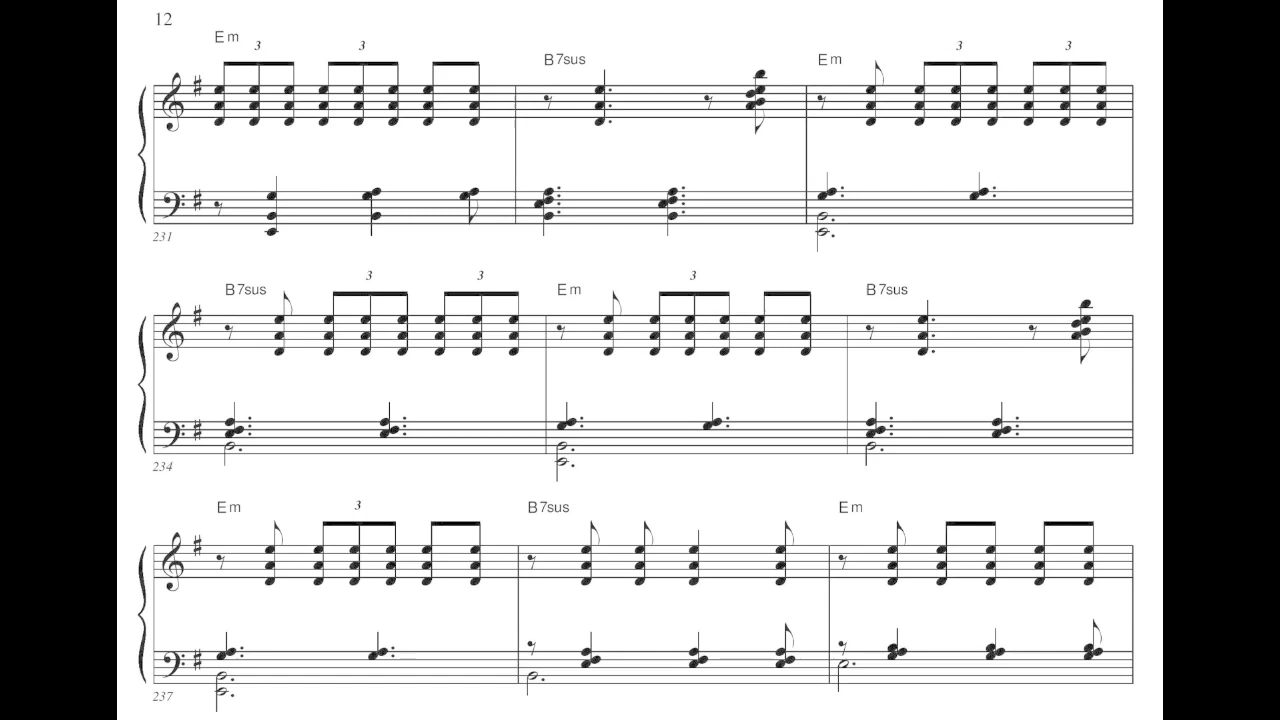 12
Em
3 3 B7sus Em 3 3
231
B7sus 3 3 Em 3 B7sus
234
Em 3 B7sus Em
237